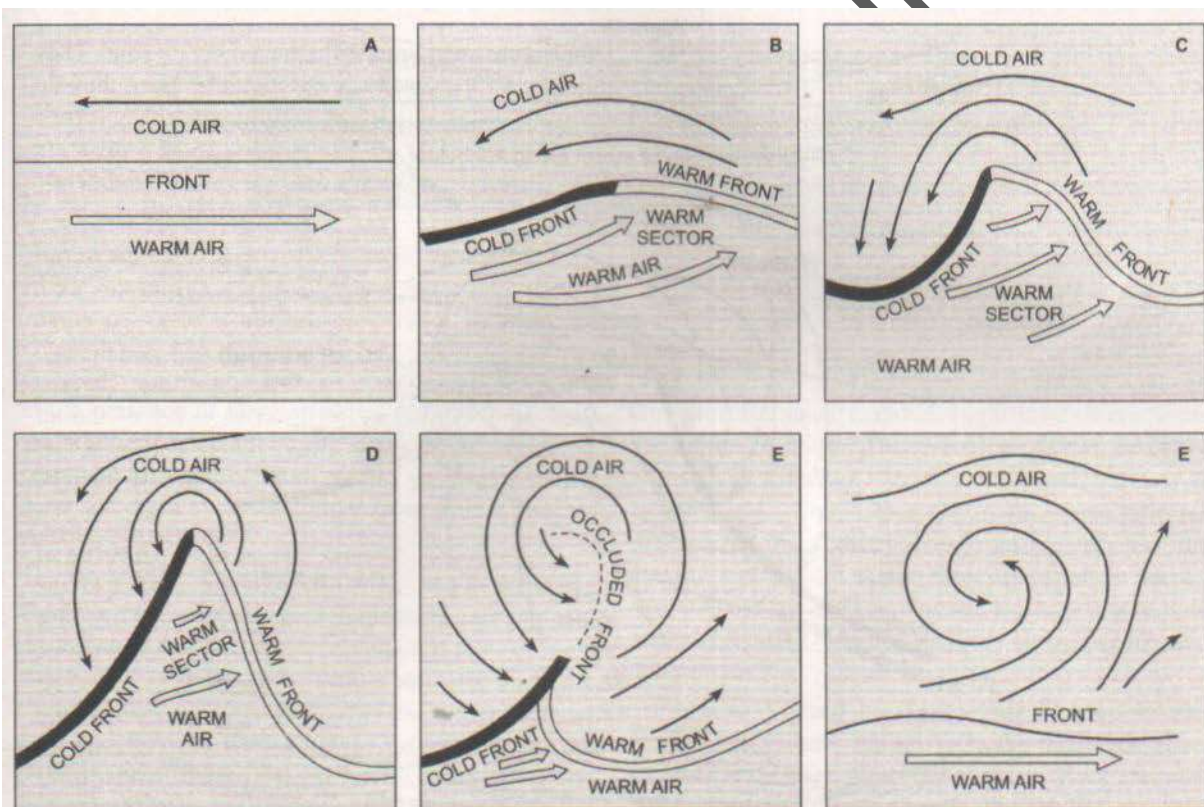 A
COLD AIR
FRONT
WARM AIR
B
COLD AIR
WARM FRONT
COLD FRONT
WARM
SECTOR
WARM AIR
C
COLD AIR
WARM FRONT
COLD FRONT
WARM
SECTOR
WARM AIR
D
COLD AIR
WARM
SECTOR
WARM FRONT
COLD FRONT
WARM
AIR
E
COLD AIR
OCCLUDED FRONT
COLD FRONT
WARM FRONT
WARM AIR
E
COLD AIR
FRONT
WARM AIR